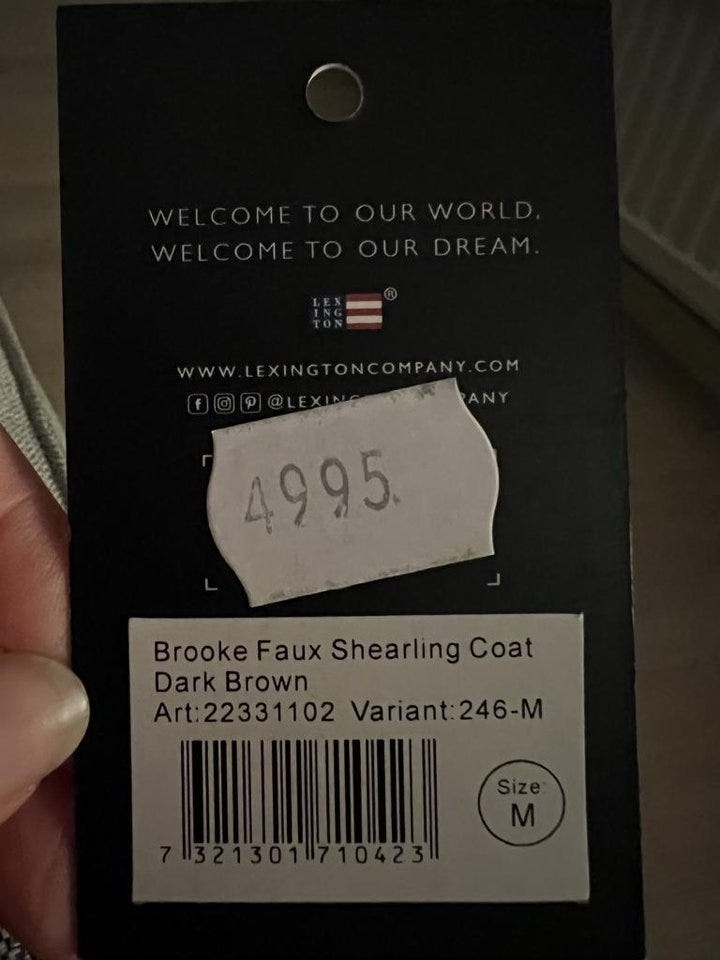 WELCOME TO OUR WORLD.
WELCOME TO OUR DREAM.
LEX
ING
TON
®
WWW.LEXINGTONCOMPANY.COM
4995.
Brooke Faux Shearling Coat
Dark Brown
Art:22331102 Variant:246-M
Size:
M
7 321301 710423